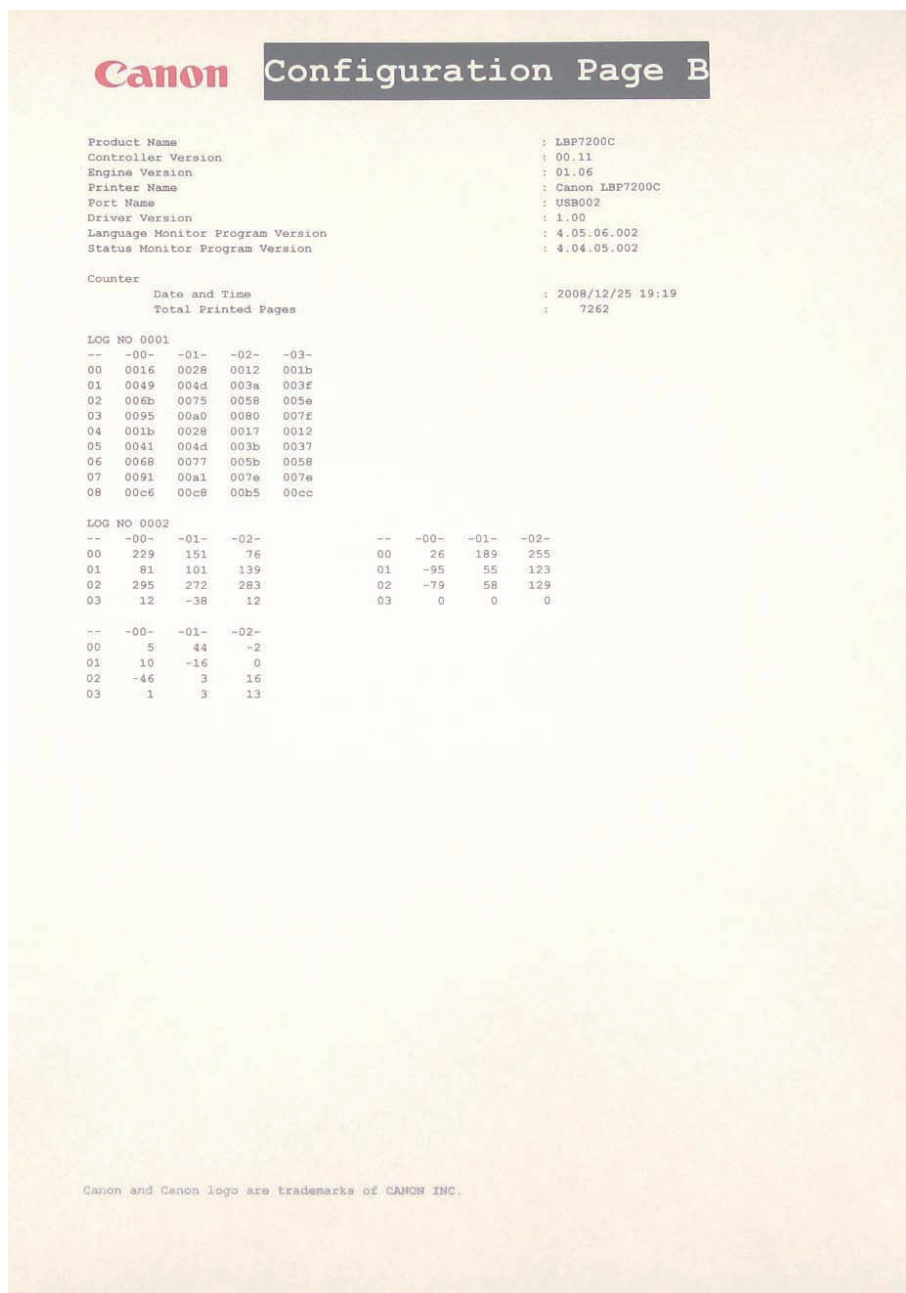 Canon Configuration Page B
Product Name : LBP7200C
Controller Version : 00.11
Engine Version : 01.06
Printer Name : Canon LBP7200C
Port Name : USB002
Driver Version : 1.00
Language Monitor Program Version : 4.05.06.002
Status Monitor Program Version : 4.04.05.002
Counter
Date and Time : 2008/12/25 19:19
Total Printed Pages : 7262
LOG NO 0001
-- -00- -01- -02- -03-
00 0016 0028 0012 001b
01 0049 004d 003a 003f
02 006b 0075 0058 005e
03 0095 00a0 0080 007f
04 001b 0028 0017 0012
05 0041 004d 003b 0037
06 0068 0077 005b 0058
07 0091 00a1 007e 007e
08 00c6 00c8 00b5 00cc
LOG NO 0002
-- -00- -01- -02- -- -00- -01- -02-
00 229 151 76 00 26 189 255
01 81 101 139 01 -95 55 123
02 295 272 283 02 -79 58 129
03 12 -38 12 03 0 0 0
-- -00- -01- -02-
00 5 44 -2
01 10 -16 0
02 -46 3 16
03 1 3 13
Canon and Canon logo are trademarks of CANON INC.